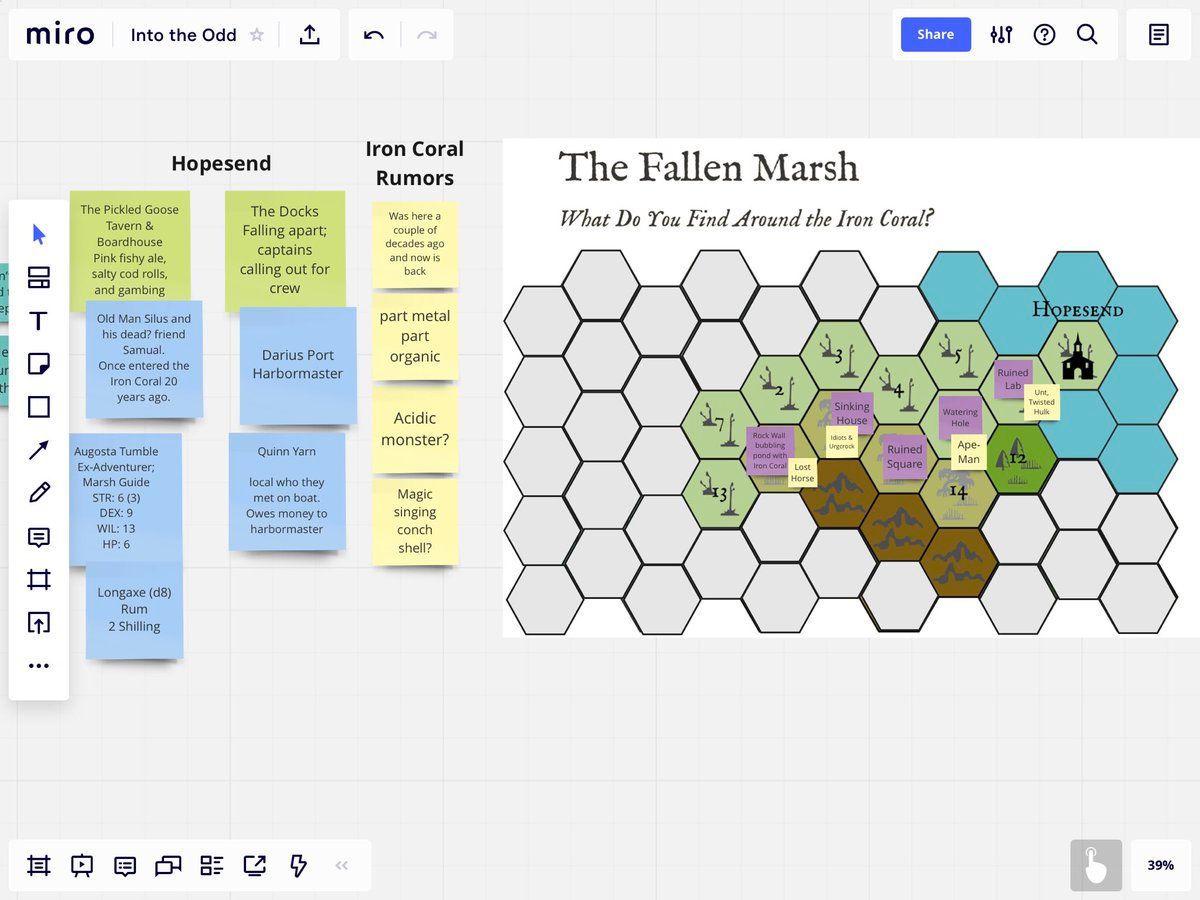 miro
Into the Odd
Share
Hopesend
Iron Coral
Rumors
The Pickled Goose
Tavern &
Boardhouse
Pink fishy ale,
salty cod rolls,
and gambing
The Docks
Falling apart;
captains
calling out for
crew
Was here a
couple of
decades ago
and now is
back
Old Man Silus and
his dead? friend
Samual.
Once entered the
Iron Coral 20
years ago.
Darius Port
Harbormaster
part metal
part
organic
Acidic
monster?
Augosta Tumble
Ex-Adventurer;
Marsh Guide
STR: 6 (3)
DEX: 9
WIL: 13
HP: 6
Quinn Yarn
local who they
met on boat.
Owes money to
harbormaster
Magic
singing
conch
shell?
Longaxe (d8)
Rum
2 Shilling
The Fallen Marsh
What Do You Find Around the Iron Coral?
Hopesend
3
5
2
4
Ruined
Lab
Unt,
Twisted
Hulk
7
Sinking
House
Watering
Hole
Rock Wall
bubbling
pond with
Iron Coral
Idiots &
Urgcrock
Lost
Horse
Ruined
Square
Ape-
Man
12
13
14
39%